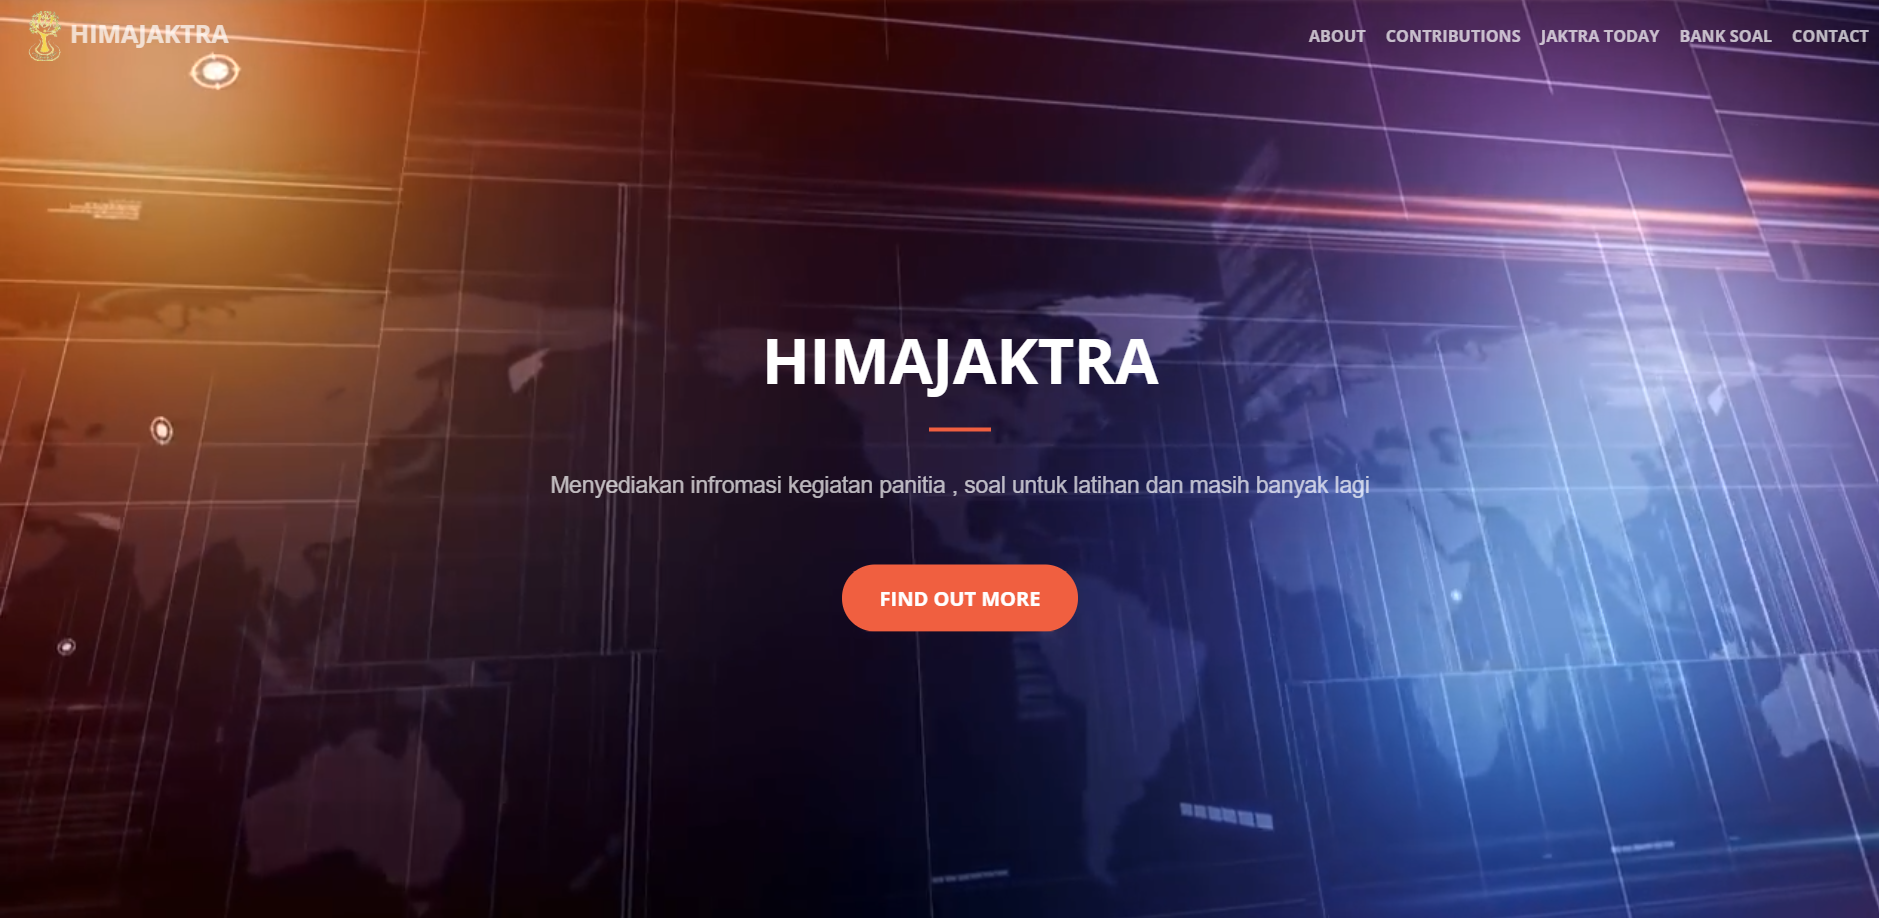 HIMAJAKTRA
ABOUT CONTRIBUTIONS JAKTRA TODAY BANK SOAL CONTACT
HIMAJAKTRA
Menyediakan infromasi kegiatan panitia , soal untuk latihan dan masih banyak lagi
FIND OUT MORE